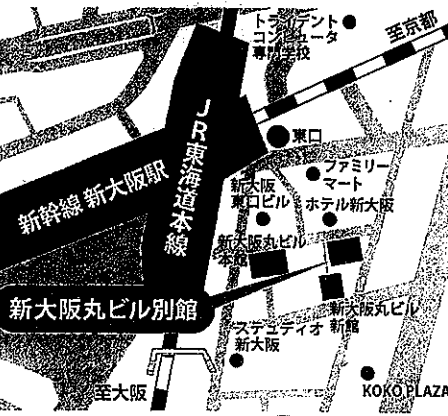 トライデント
コンピュータ
専門学校
至京都
JR東海道本線
東口
新幹線 新大阪駅
ファミリー
マート
新大阪
東口ビル
ホテル新大阪
新大阪丸ビル
本館
新大阪丸ビル別館
新大阪丸ビル
新館
ステュディオ
新大阪
至大阪
KOKO PLAZA